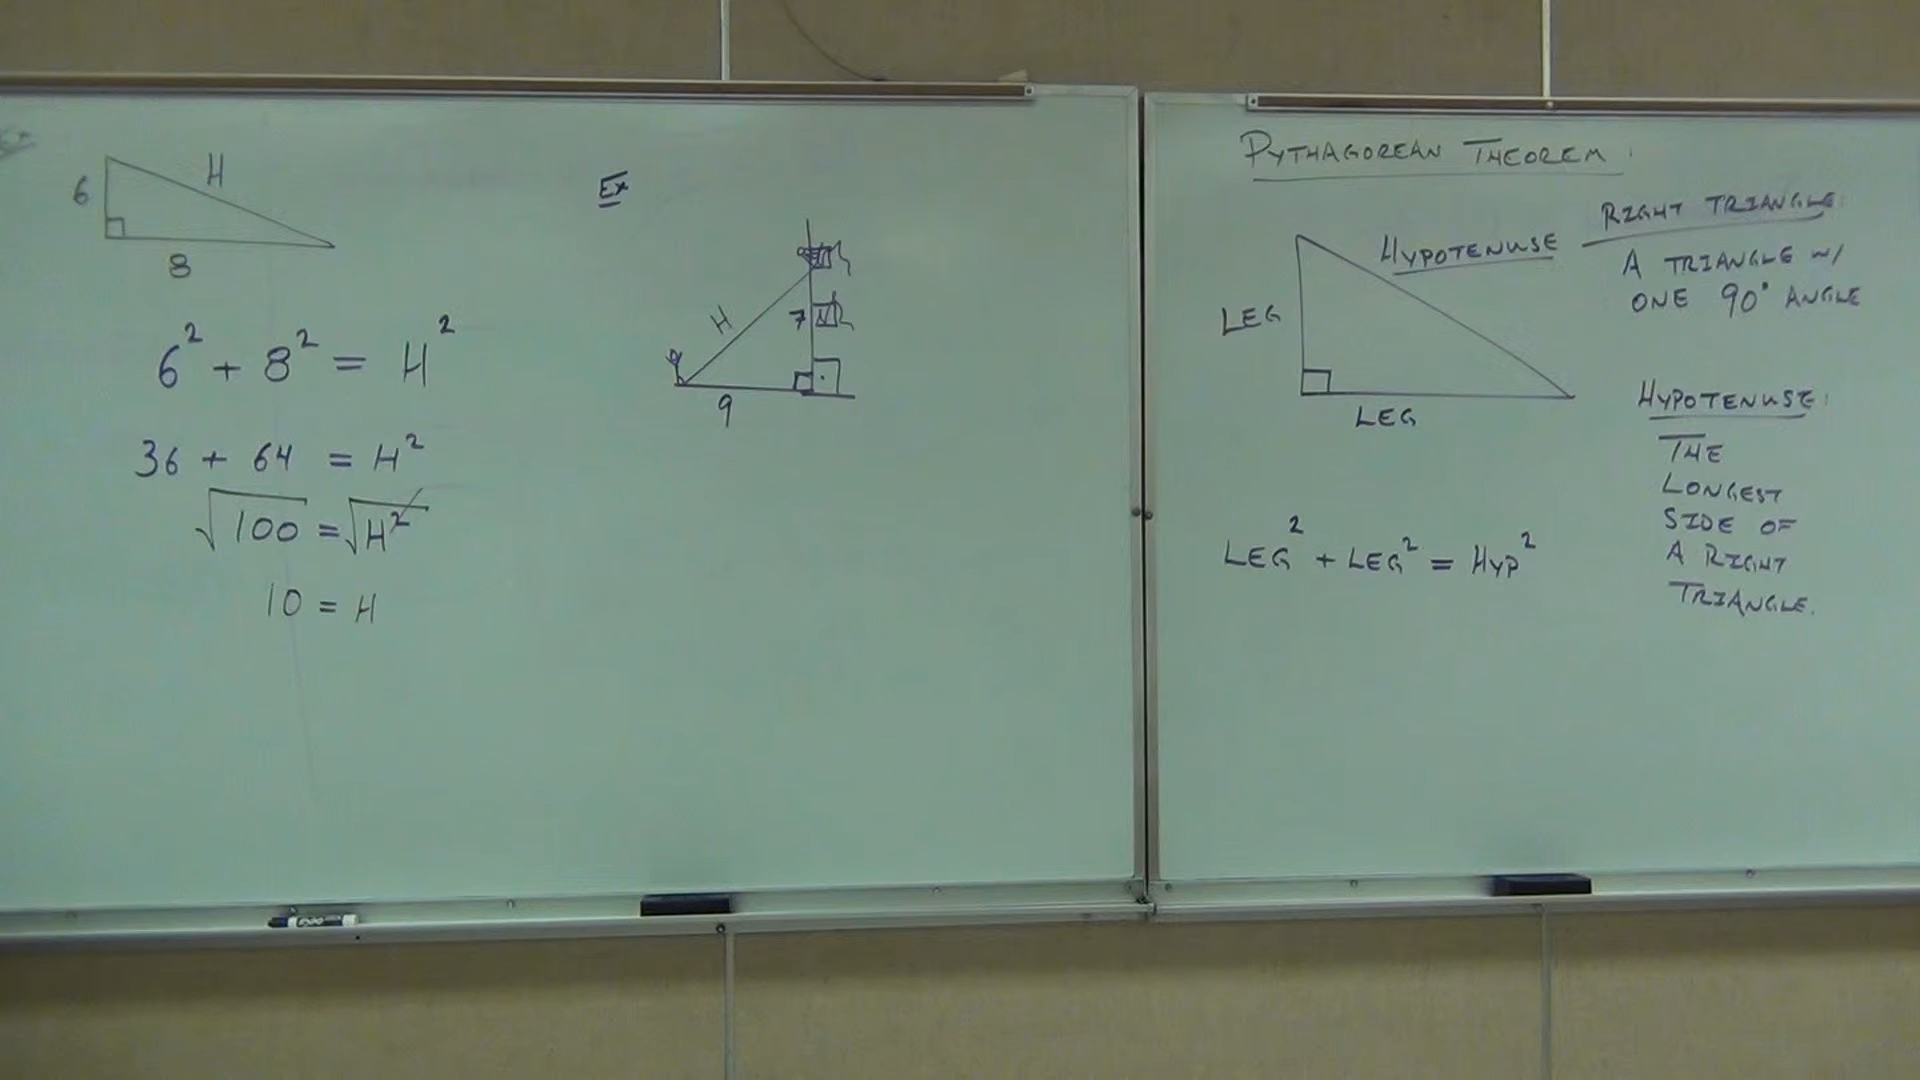 Ex
6
H
8
6² + 8² = H²
36 + 64 = H²
√100 = √H²
10 = H
Ex
H
7
9
PYTHAGOREAN THEOREM:
HYPOTENUSE
LEG
LEG
LEG² + LEG² = HYP²
RIGHT TRIANGLE:
A TRIANGLE W/
ONE 90° ANGLE
HYPOTENUSE:
THE
LONGEST
SIDE OF
A RIGHT
TRIANGLE.